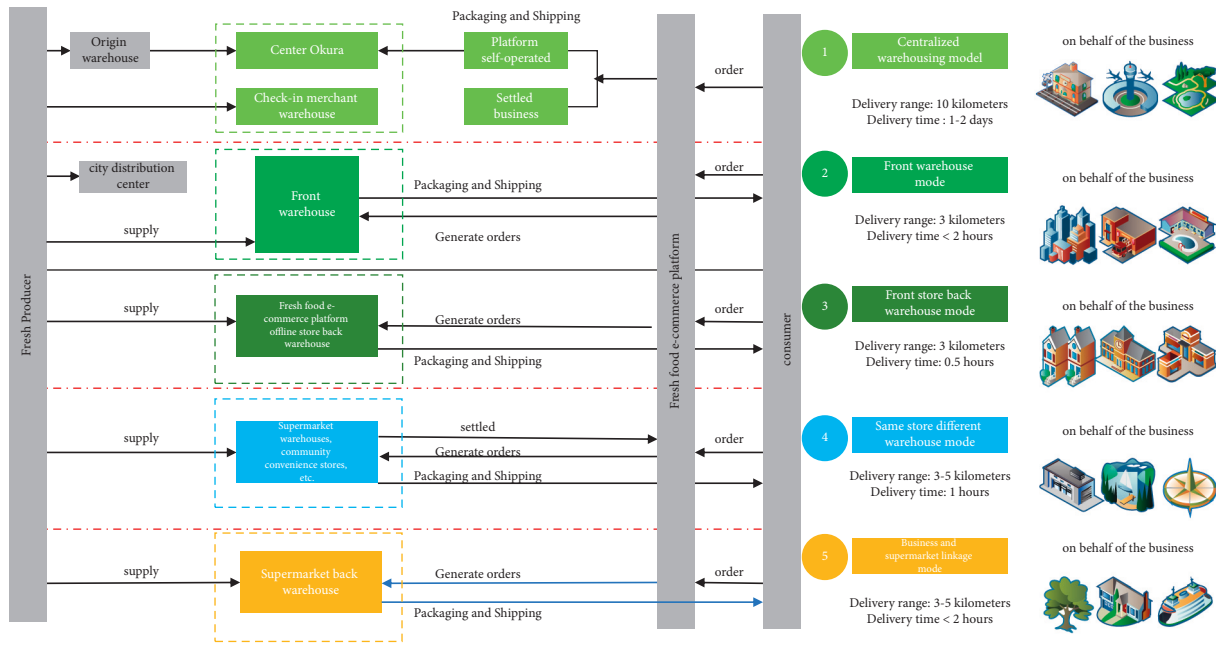 Packaging and Shipping
Origin
warehouse
Center Okura
Platform
self-operated
Check-in merchant
warehouse
Settled
business
order
1
Centralized
warehousing model
Delivery range: 10 kilometers
Delivery time : 1-2 days
on behalf of the business
city distribution
center
Front
warehouse
Packaging and Shipping
supply
Generate orders
order
2
Front warehouse
mode
Delivery range: 3 kilometers
Delivery time < 2 hours
on behalf of the business
Fresh Producer
Fresh food e-commerce platform
consumer
supply
Fresh food e-
commerce platform
offline store back
warehouse
Generate orders
Packaging and Shipping
order
3
Front store back
warehouse mode
Delivery range: 3 kilometers
Delivery time: 0.5 hours
on behalf of the business
supply
Supermarket
warehouses,
community
convenience stores,
etc.
settled
Generate orders
Packaging and Shipping
order
4
Same store different
warehouse mode
Delivery range: 3-5 kilometers
Delivery time: 1 hours
on behalf of the business
supply
Supermarket back
warehouse
Generate orders
Packaging and Shipping
order
5
Business and
supermarket linkage
mode
Delivery range: 3-5 kilometers
Delivery time < 2 hours
on behalf of the business